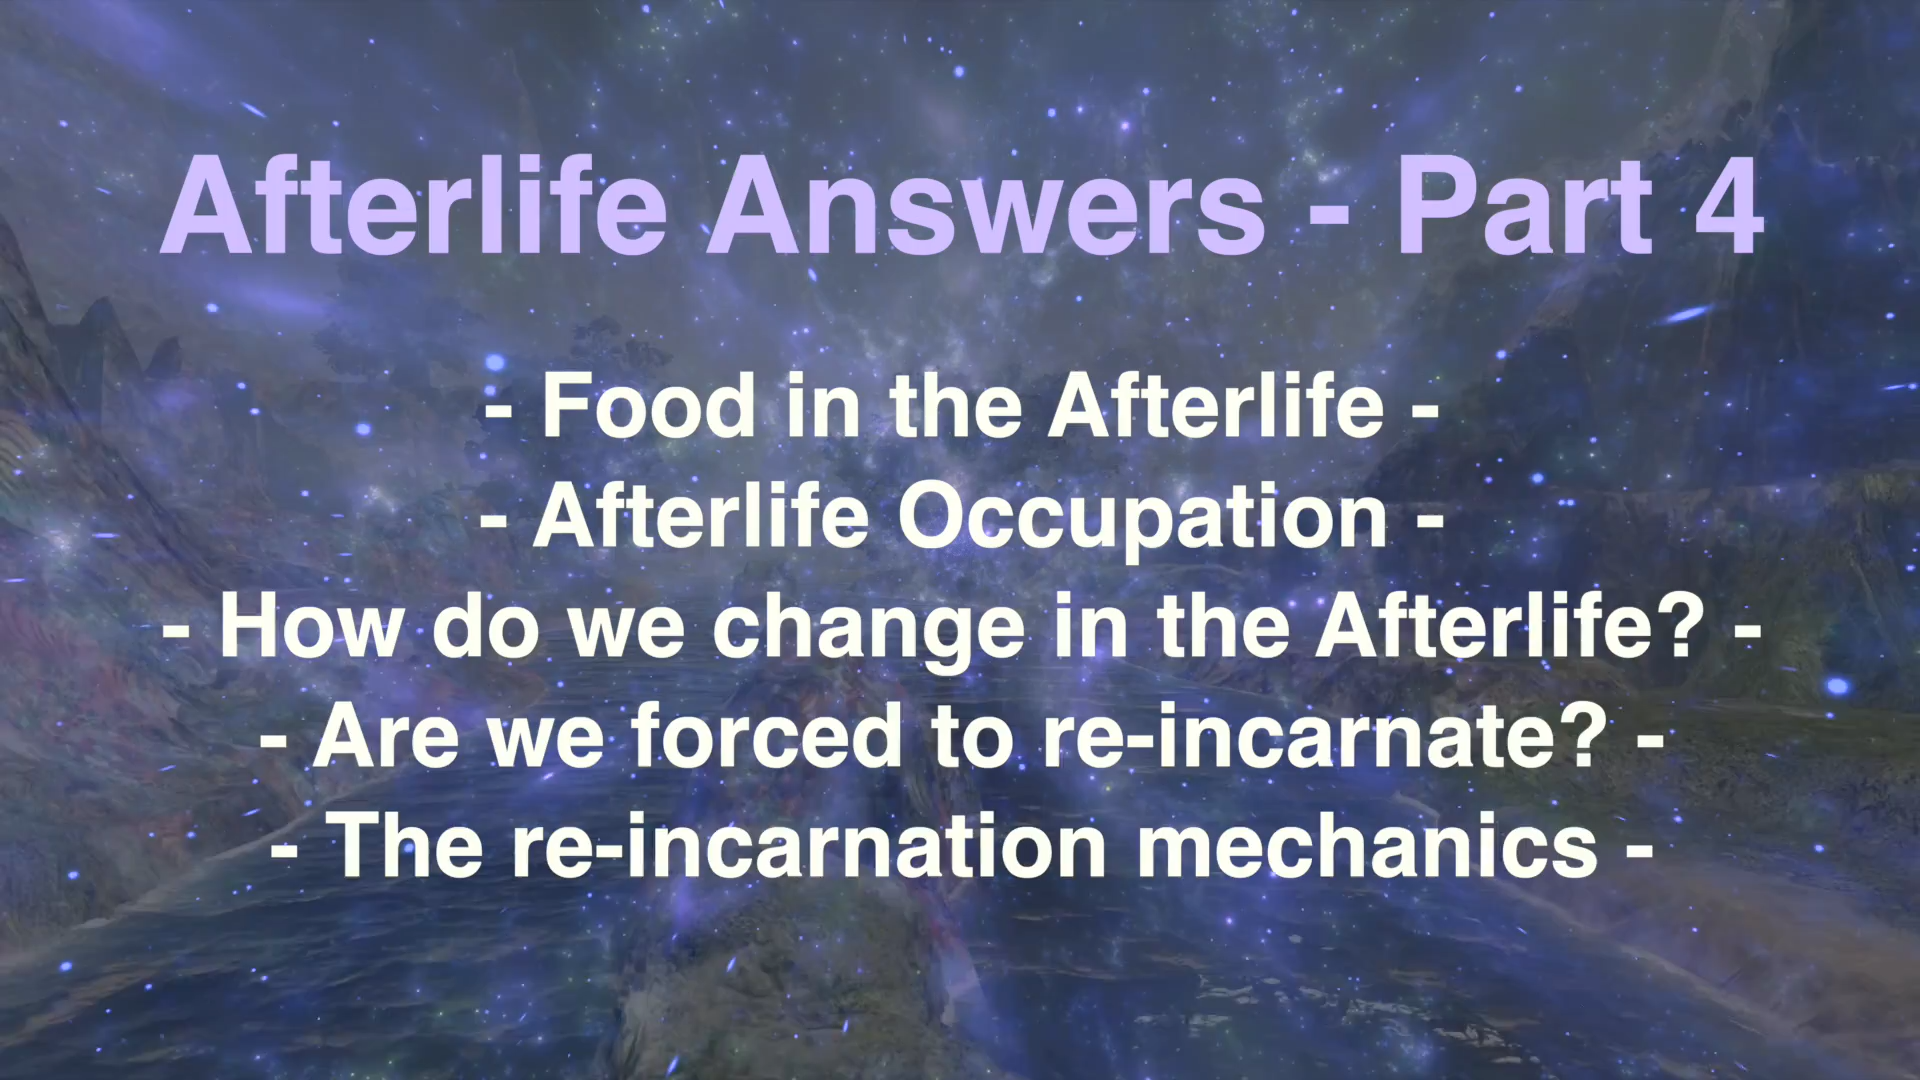 Afterlife Answers - Part 4
- Food in the Afterlife -
- Afterlife Occupation -
- How do we change in the Afterlife? -
- Are we forced to re-incarnate? -
- The re-incarnation mechanics -